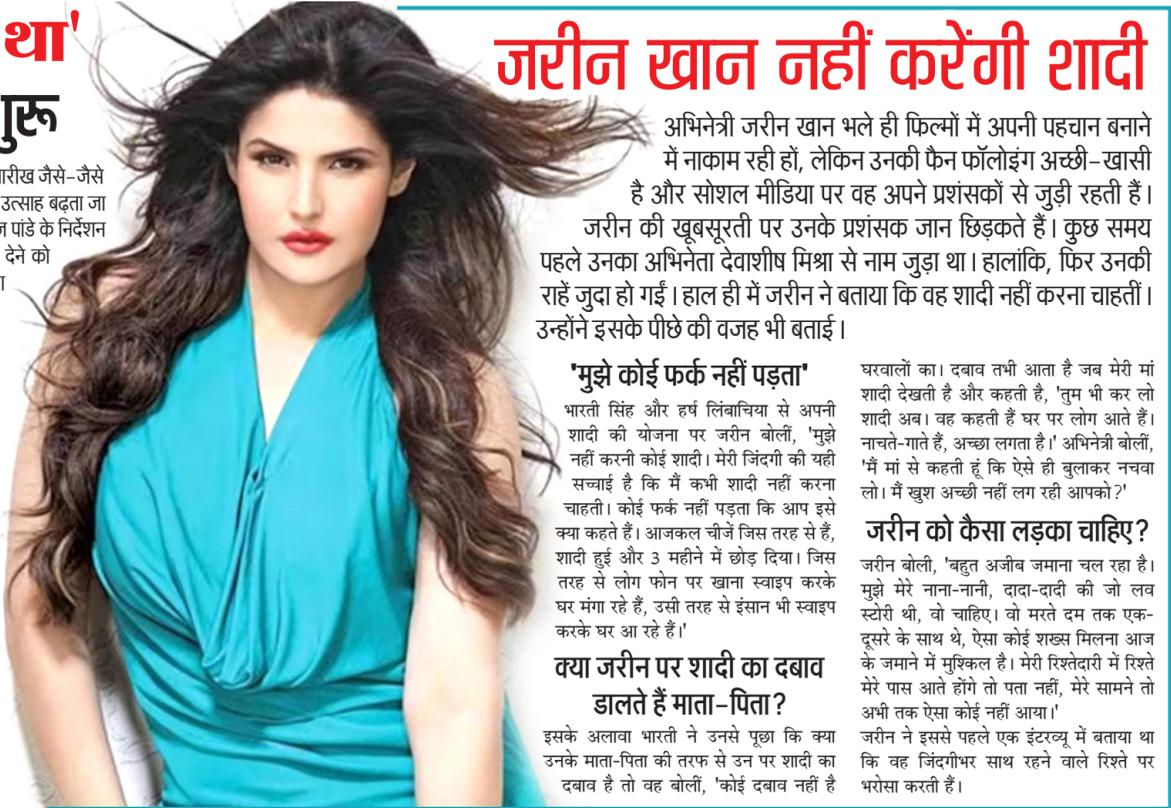 था'
गुरू
तारीख जैसे-जैसे
उत्साह बढ़ता जा
पांडे के निर्देशन
देने को
जरीन खान नहीं करेंगी शादी
अभिनेत्री जरीन खान भले ही फिल्मों में अपनी पहचान बनाने
में नाकाम रही हों, लेकिन उनकी फैन फॉलोइंग अच्छी-खासी
है और सोशल मीडिया पर वह अपने प्रशंसकों से जुड़ी रहती हैं।
जरीन की खूबसूरती पर उनके प्रशंसक जान छिड़कते हैं। कुछ समय
पहले उनका अभिनेता देवाशीष मिश्रा से नाम जुड़ा था। हालांकि, फिर उनकी
राहें जुदा हो गईं। हाल ही में जरीन ने बताया कि वह शादी नहीं करना चाहतीं।
उन्होंने इसके पीछे की वजह भी बताई।
'मुझे कोई फर्क नहीं पड़ता'
भारती सिंह और हर्ष लिंबाचिया से अपनी
शादी की योजना पर जरीन बोलीं, 'मुझे
नहीं करनी कोई शादी। मेरी जिंदगी की यही
सच्चाई है कि मैं कभी शादी नहीं करना
चाहती। कोई फर्क नहीं पड़ता कि आप इसे
क्या कहते हैं। आजकल चीजें जिस तरह से हैं,
शादी हुई और 3 महीने में छोड़ दिया। जिस
तरह से लोग फोन पर खाना स्वाइप करके
घर मंगा रहे हैं, उसी तरह से इंसान भी स्वाइप
करके घर आ रहे हैं।'
क्या जरीन पर शादी का दबाव
डालते हैं माता-पिता?
इसके अलावा भारती ने उनसे पूछा कि क्या
उनके माता-पिता की तरफ से उन पर शादी का
दबाव है तो वह बोलीं, 'कोई दबाव नहीं है
घरवालों का। दबाव तभी आता है जब मेरी मां
शादी देखती है और कहती है, 'तुम भी कर लो
शादी अब। वह कहती हैं घर पर लोग आते हैं।
नाचते-गाते हैं, अच्छा लगता है।' अभिनेत्री बोलीं,
'मैं मां से कहती हूं कि ऐसे ही बुलाकर नचवा
लो। मैं खुश अच्छी नहीं लग रही आपको?'
जरीन को कैसा लड़का चाहिए?
जरीन बोली, 'बहुत अजीब जमाना चल रहा है।
मुझे मेरे नाना-नानी, दादा-दादी की जो लव
स्टोरी थी, वो चाहिए। वो मरते दम तक एक-
दूसरे के साथ थे, ऐसा कोई शख्स मिलना आज
के जमाने में मुश्किल है। मेरी रिश्तेदारी में रिश्ते
मेरे पास आते होंगे तो पता नहीं, मेरे सामने तो
अभी तक ऐसा कोई नहीं आया।'
जरीन ने इससे पहले एक इंटरव्यू में बताया था
कि वह जिंदगीभर साथ रहने वाले रिश्ते पर
भरोसा करती हैं।